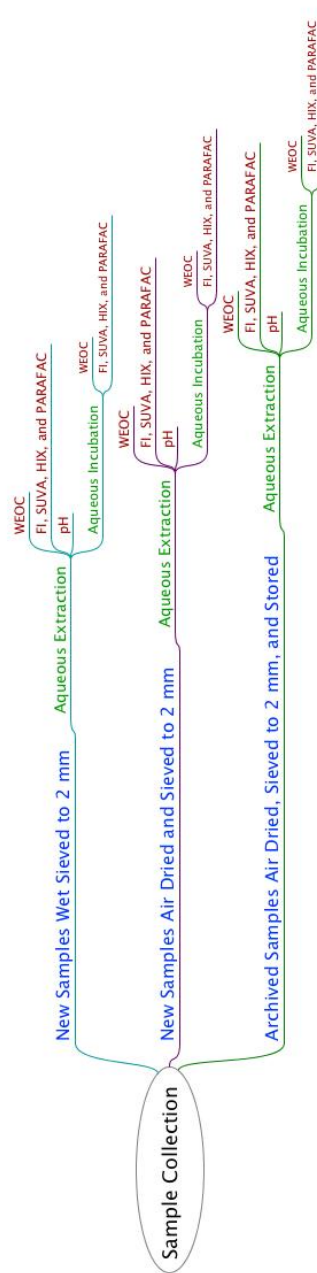 Sample Collection
New Samples Wet Sieved to 2 mm
Aqueous Extraction
WEOC
FI, SUVA, HIX, and PARAFAC
pH
Aqueous Incubation
WEOC
FI, SUVA, HIX, and PARAFAC
New Samples Air Dried and Sieved to 2 mm
Aqueous Extraction
WEOC
FI, SUVA, HIX, and PARAFAC
pH
Aqueous Incubation
WEOC
FI, SUVA, HIX, and PARAFAC
Archived Samples Air Dried, Sieved to 2 mm, and Stored
Aqueous Extraction
WEOC
FI, SUVA, HIX, and PARAFAC
pH
Aqueous Incubation
WEOC
FI, SUVA, HIX, and PARAFAC